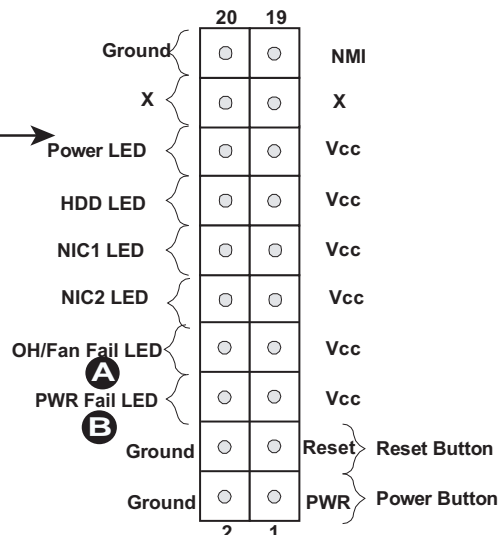 20 19
Ground NMI
X X
Power LED Vcc
HDD LED Vcc
NIC1 LED Vcc
NIC2 LED Vcc
OH/Fan Fail LED Vcc
A
PWR Fail LED Vcc
B
Ground Reset Reset Button
Ground PWR Power Button
2 1